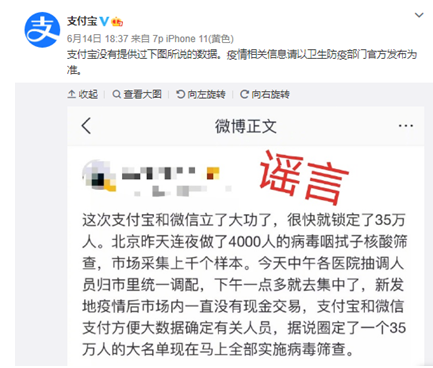 支付宝
6月14日 18:37 来自 7p iPhone 11(黄色)
支付宝没有提供过下图所说的数据。疫情相关信息请以卫生防疫部门官方发布为
准。
收起 查看大图 向左旋转 向右旋转
微博正文
谣言
这次支付宝和微信立了大功了，很快就锁定了35万
人。北京昨天连夜做了4000人的病毒咽拭子核酸筛
查，市场采集上千个样本。今天中午各医院抽调人
员归市里统一调配，下午一点多就去集中了，新发
地疫情后市场内一直没有现金交易，支付宝和微信
支付方便大数据确定有关人员，据说圈定了一个35
万人的大名单现在马上全部实施病毒筛查。